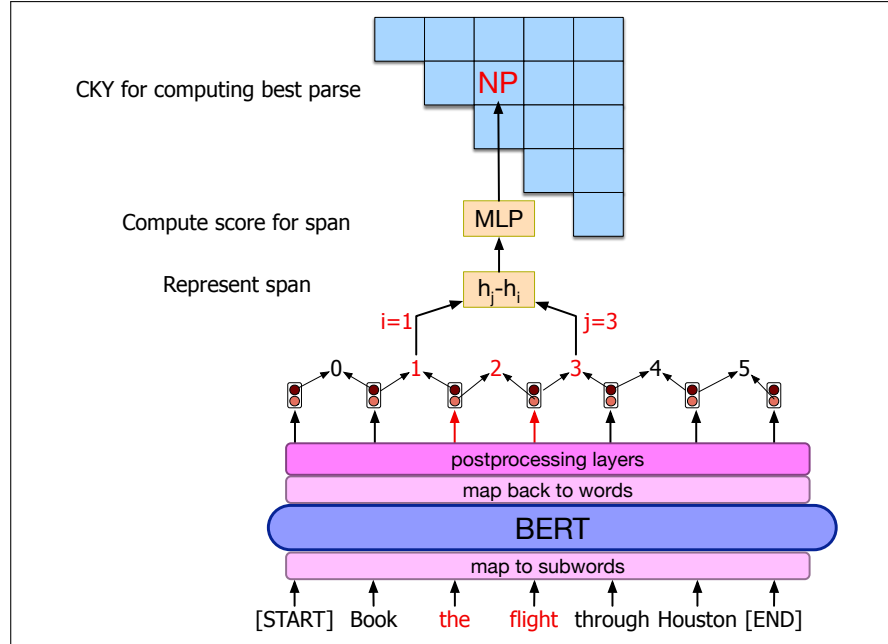 NP
CKY for computing best parse
MLP
Compute score for span
hj-hi
Represent span
i=1 j=3
0 1 2 3 4 5
postprocessing layers
map back to words
BERT
map to subwords
[START] Book the flight through Houston [END]